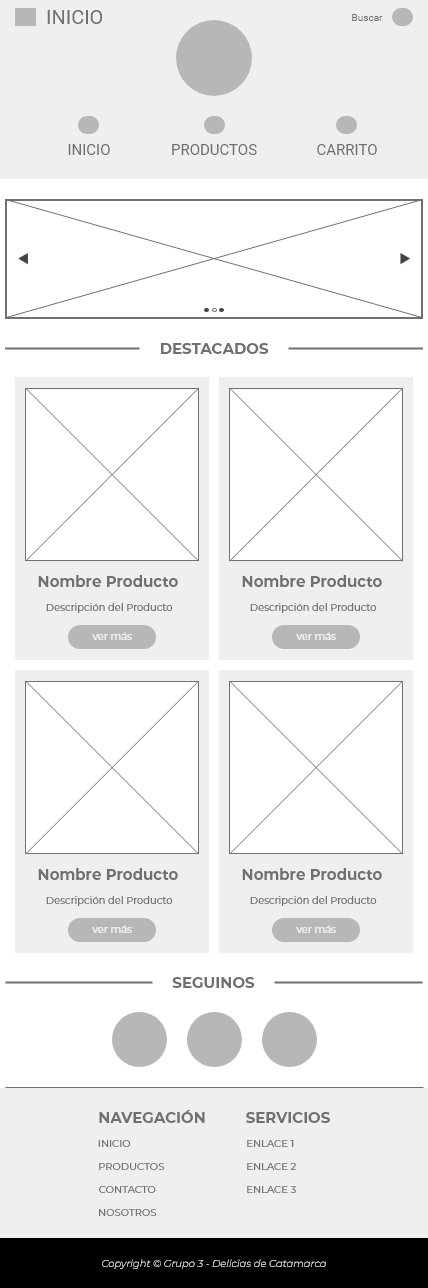 INICIO
Buscar
INICIO
PRODUCTOS
CARRITO
DESTACADOS
Nombre Producto
Descripción del Producto
ver más
Nombre Producto
Descripción del Producto
ver más
Nombre Producto
Descripción del Producto
ver más
Nombre Producto
Descripción del Producto
ver más
SEGUINOS
NAVEGACIÓN
INICIO
PRODUCTOS
CONTACTO
NOSOTROS
SERVICIOS
ENLACE 1
ENLACE 2
ENLACE 3
Copyright © Grupo 3 - Delicias de Catamarca